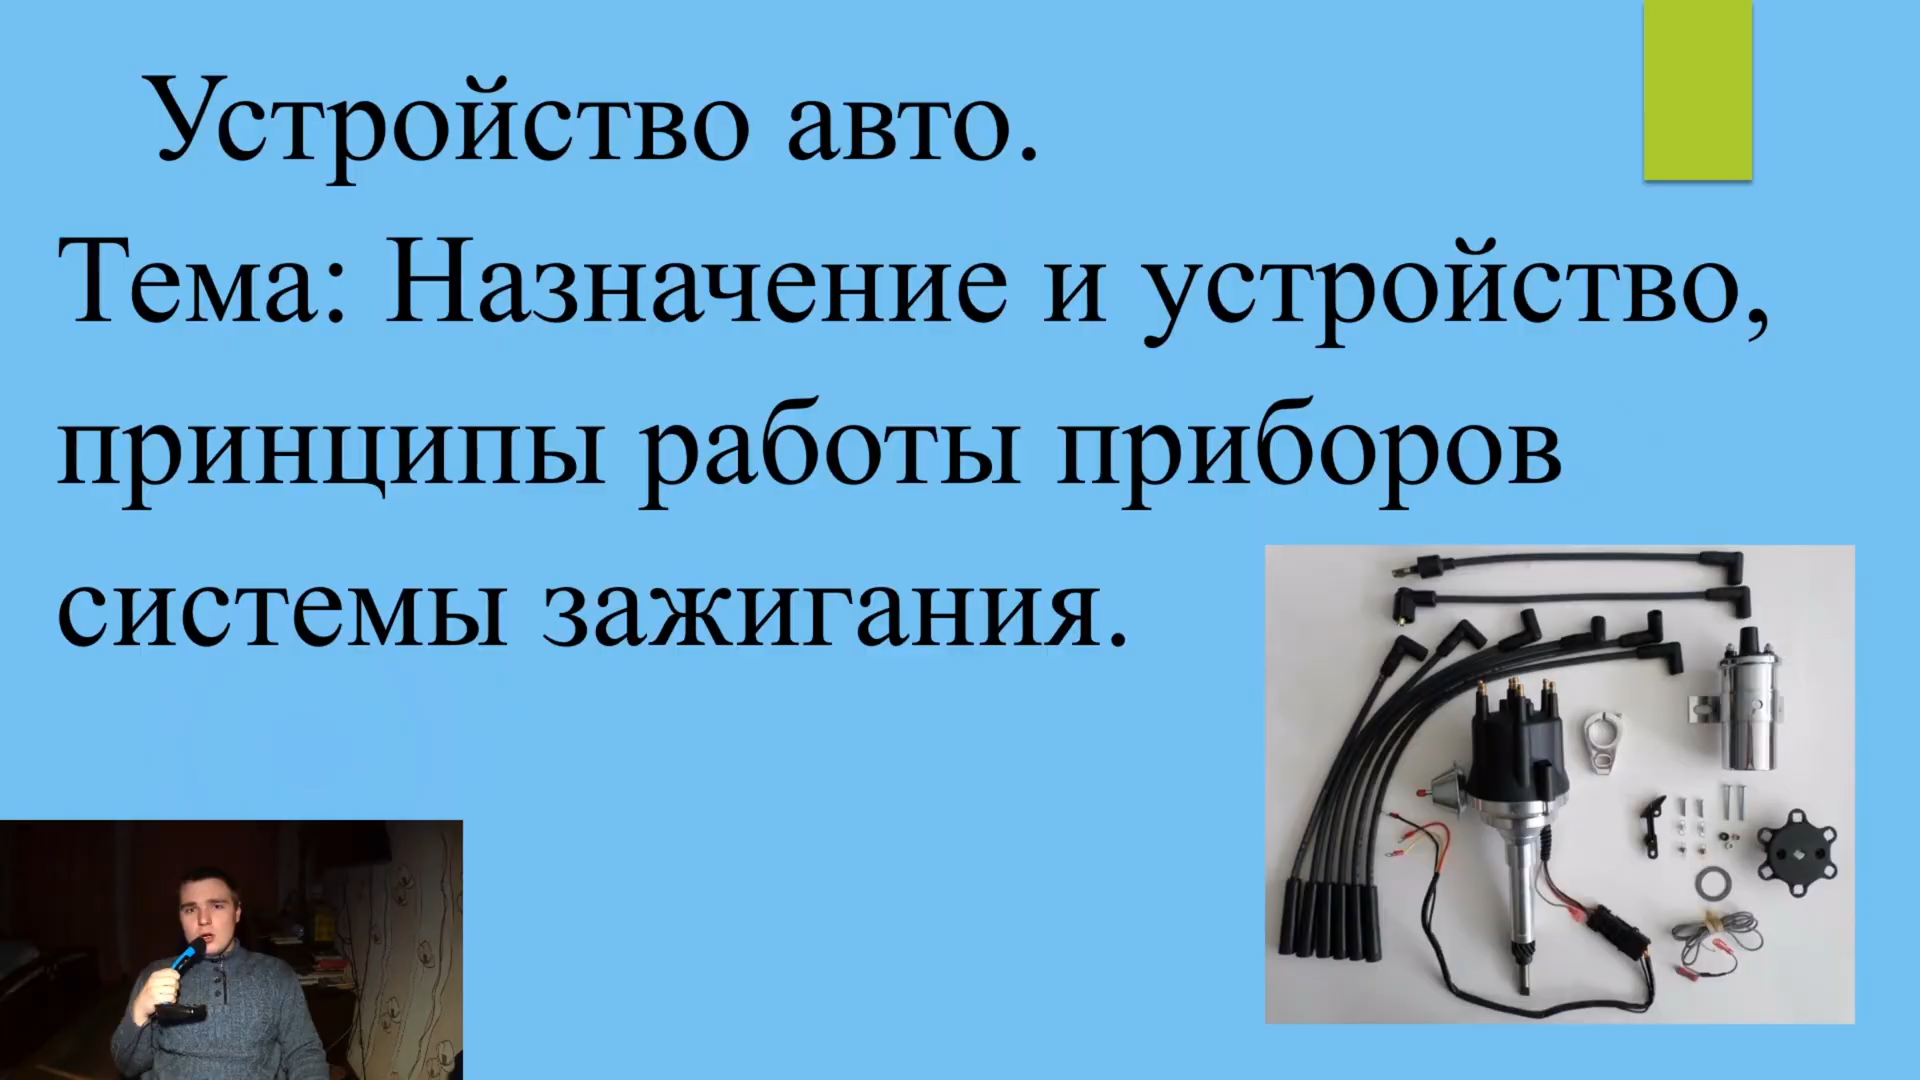 Устройство авто.
Тема: Назначение и устройство,
принципы работы приборов
системы зажигания.